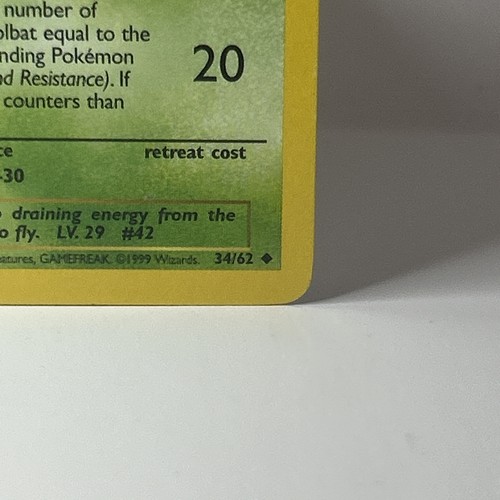 number of
olbat equal to the
nding Pokémon
nd Resistance). If
counters than
20
ce retreat cost
-30
draining energy from the
o fly. LV. 29 #42
atures, GAMEFREAK. ©1999 Wizards. 34/62